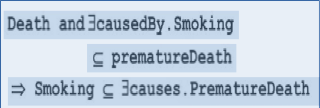 Death and ∃causedBy.Smoking
⊆ prematureDeath
⇒ Smoking ⊆ ∃causes.PrematureDeath